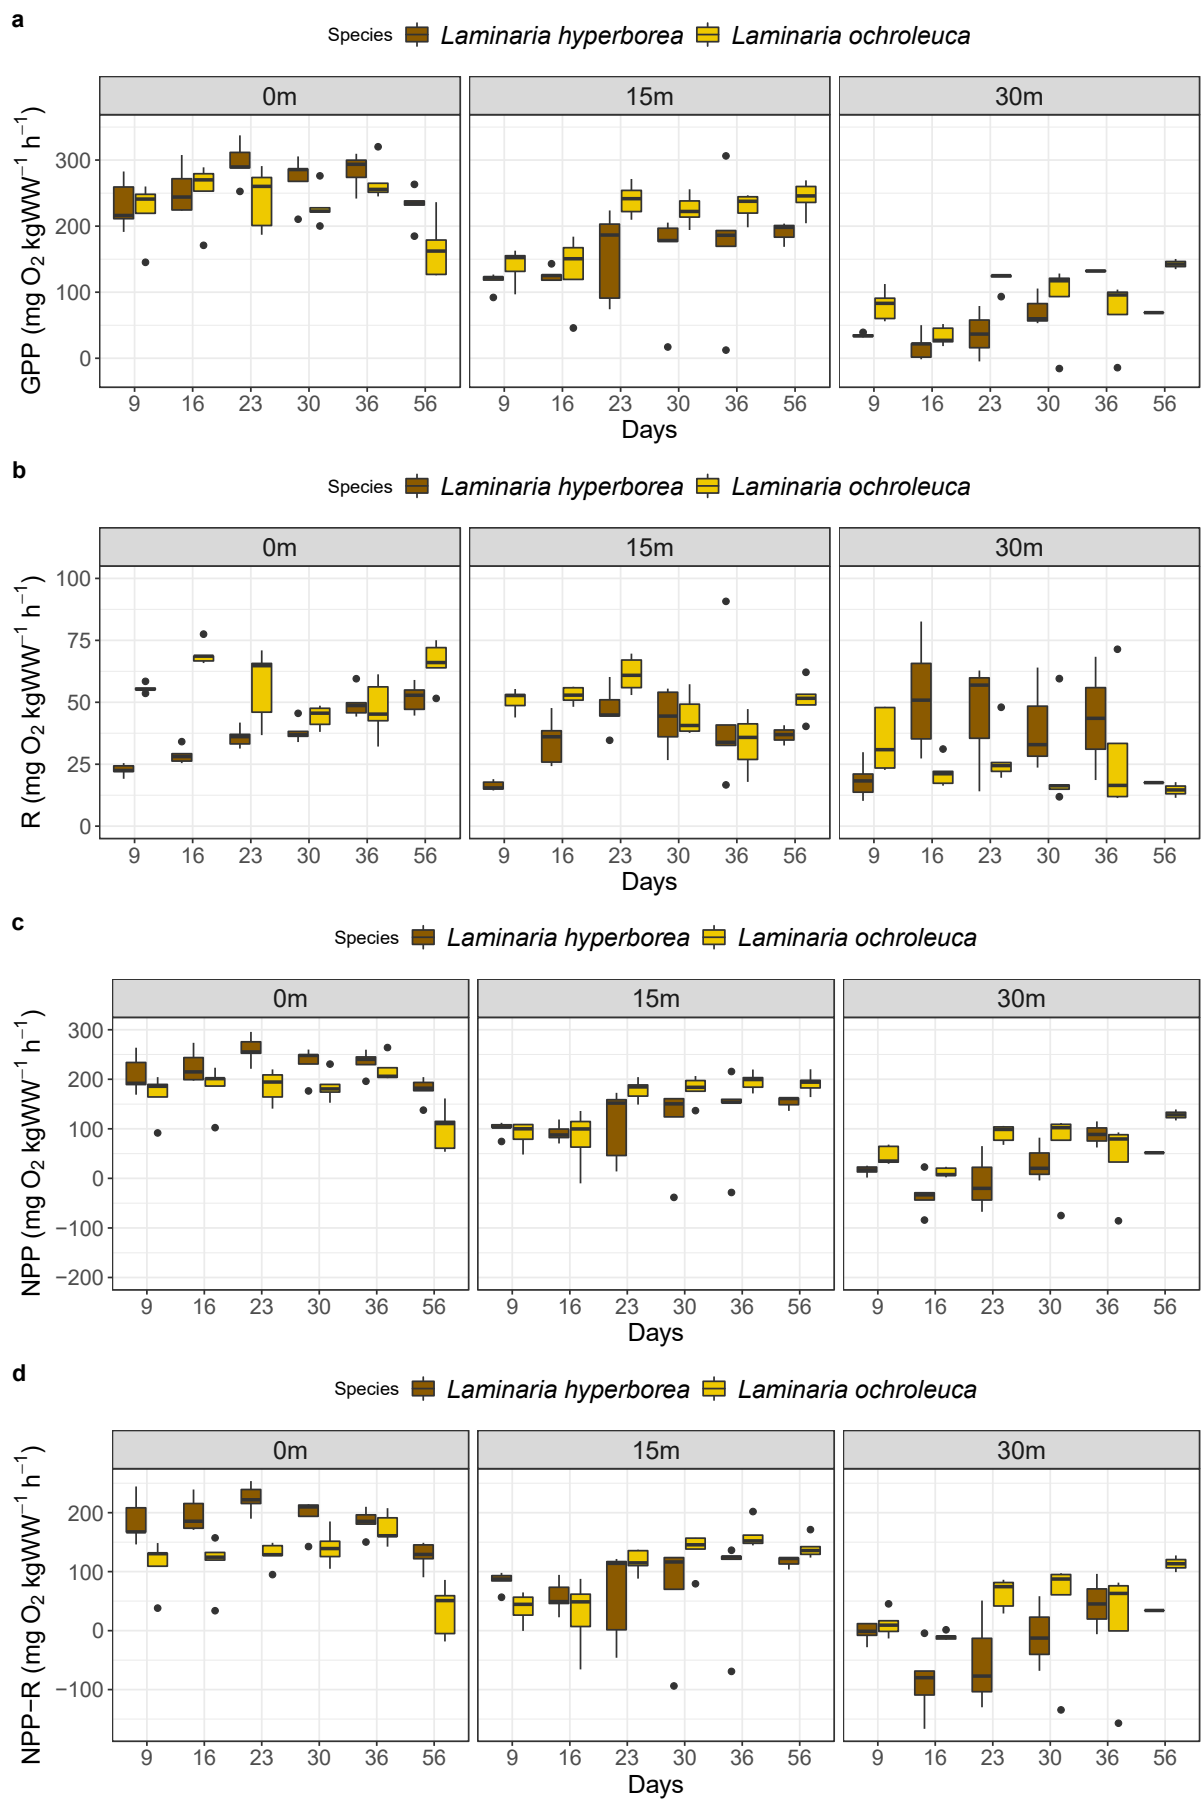 a
Species Laminaria hyperborea Laminaria ochroleuca
0m 15m 30m
GPP (mg O₂ kgWW⁻¹ h⁻¹)
300
200
100
0
9 16 23 30 36 56 9 16 23 30 36 56 9 16 23 30 36 56
Days
b
Species Laminaria hyperborea Laminaria ochroleuca
0m 15m 30m
R (mg O₂ kgWW⁻¹ h⁻¹)
100
75
50
25
0
9 16 23 30 36 56 9 16 23 30 36 56 9 16 23 30 36 56
Days
c
Species Laminaria hyperborea Laminaria ochroleuca
0m 15m 30m
NPP (mg O₂ kgWW⁻¹ h⁻¹)
300
200
100
0
−100
−200
9 16 23 30 36 56 9 16 23 30 36 56 9 16 23 30 36 56
Days
d
Species Laminaria hyperborea Laminaria ochroleuca
0m 15m 30m
NPP−R (mg O₂ kgWW⁻¹ h⁻¹)
200
100
0
−100
9 16 23 30 36 56 9 16 23 30 36 56 9 16 23 30 36 56
Days